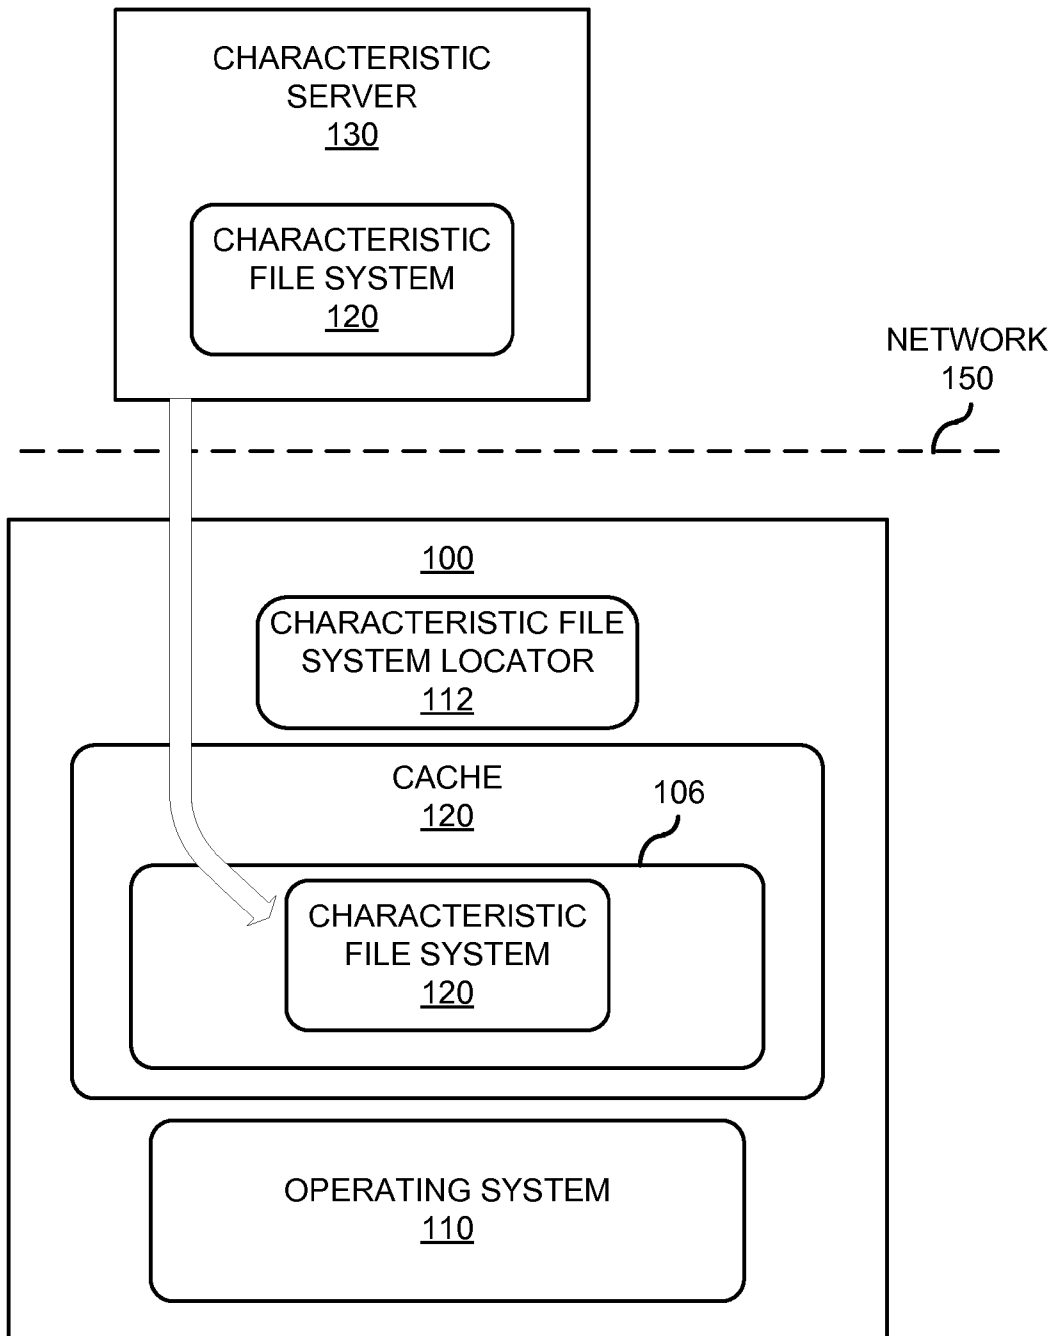 CHARACTERISTIC
SERVER
130
CHARACTERISTIC
FILE SYSTEM
120
NETWORK
150
100
CHARACTERISTIC FILE
SYSTEM LOCATOR
112
CACHE
120
106
CHARACTERISTIC
FILE SYSTEM
120
OPERATING SYSTEM
110